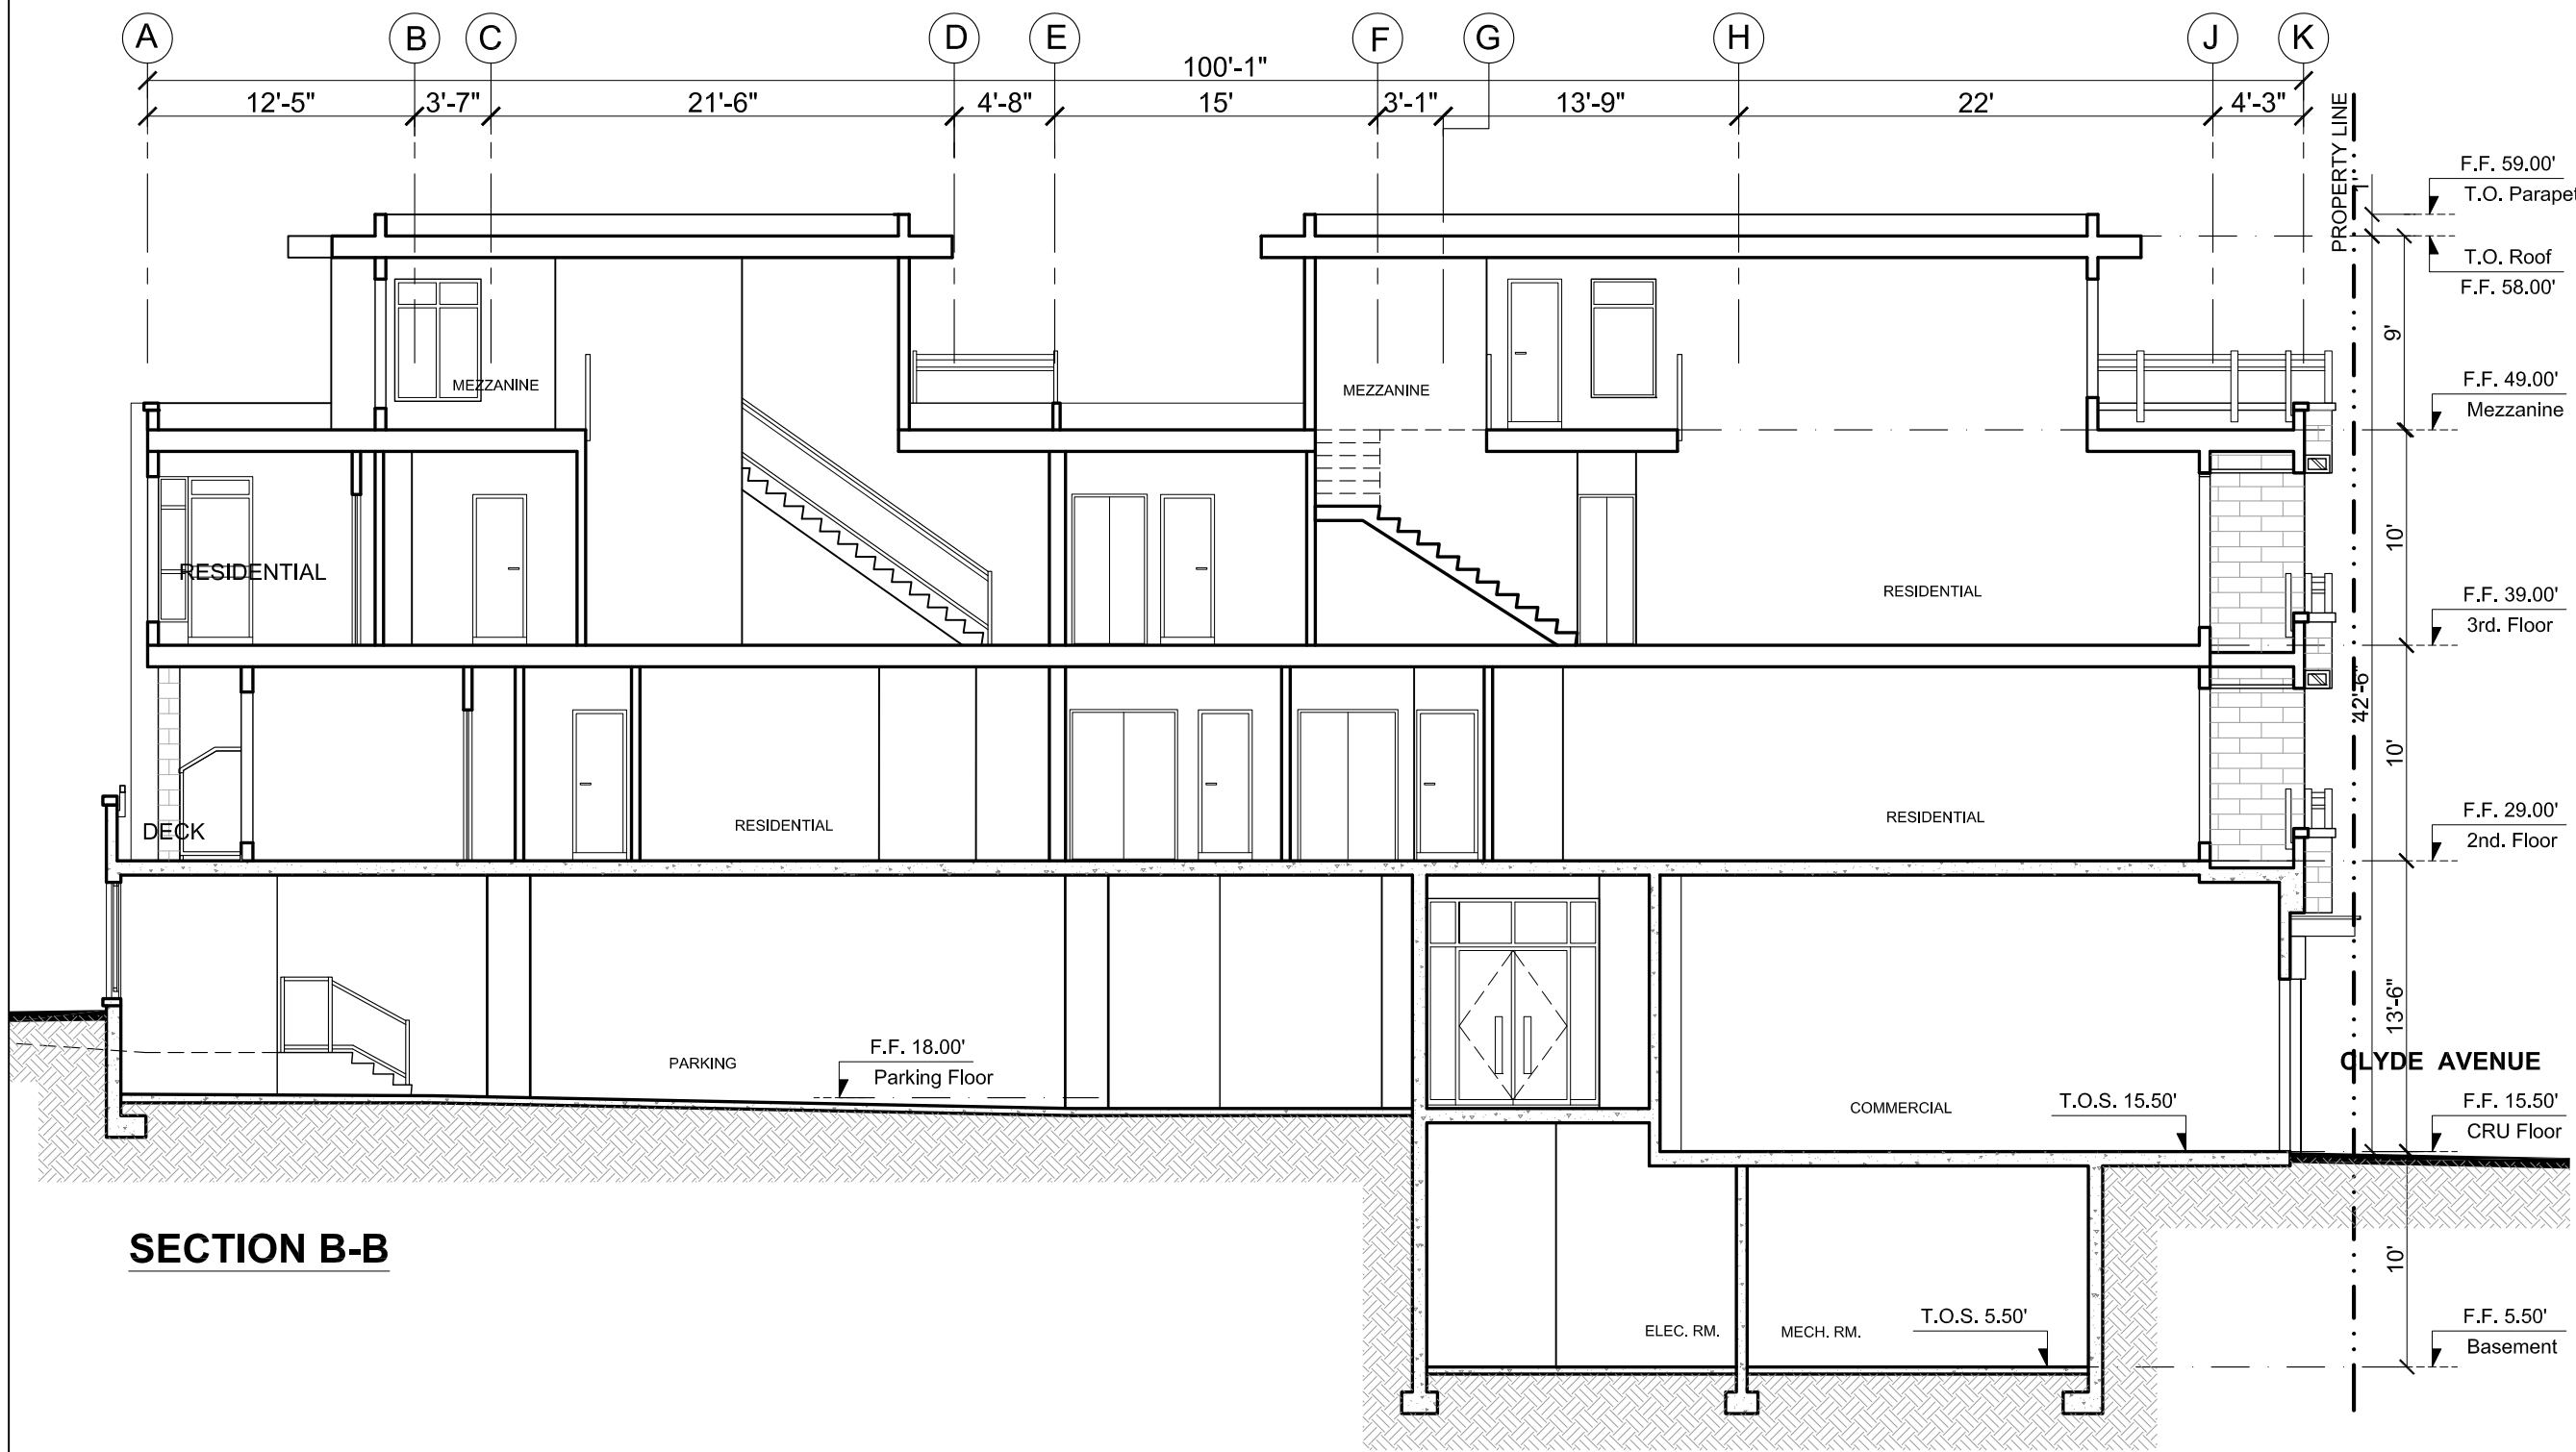 A B C D E F G H J K
100'-1"
12'-5" 3'-7" 21'-6" 4'-8" 15' 3'-1" 13'-9" 22' 4'-3"
PROPERTY LINE
1'
F.F. 59.00'
T.O. Parapet
T.O. Roof
F.F. 58.00'
9'
MEZZANINE
MEZZANINE
F.F. 49.00'
Mezzanine
10'
RESIDENTIAL
RESIDENTIAL
F.F. 39.00'
3rd. Floor
42'-6"
10'
DECK
RESIDENTIAL
RESIDENTIAL
F.F. 29.00'
2nd. Floor
13'-6"
PARKING
F.F. 18.00'
Parking Floor
CLYDE AVENUE
COMMERCIAL
T.O.S. 15.50'
F.F. 15.50'
CRU Floor
SECTION B-B
10'
ELEC. RM.
MECH. RM.
T.O.S. 5.50'
F.F. 5.50'
Basement